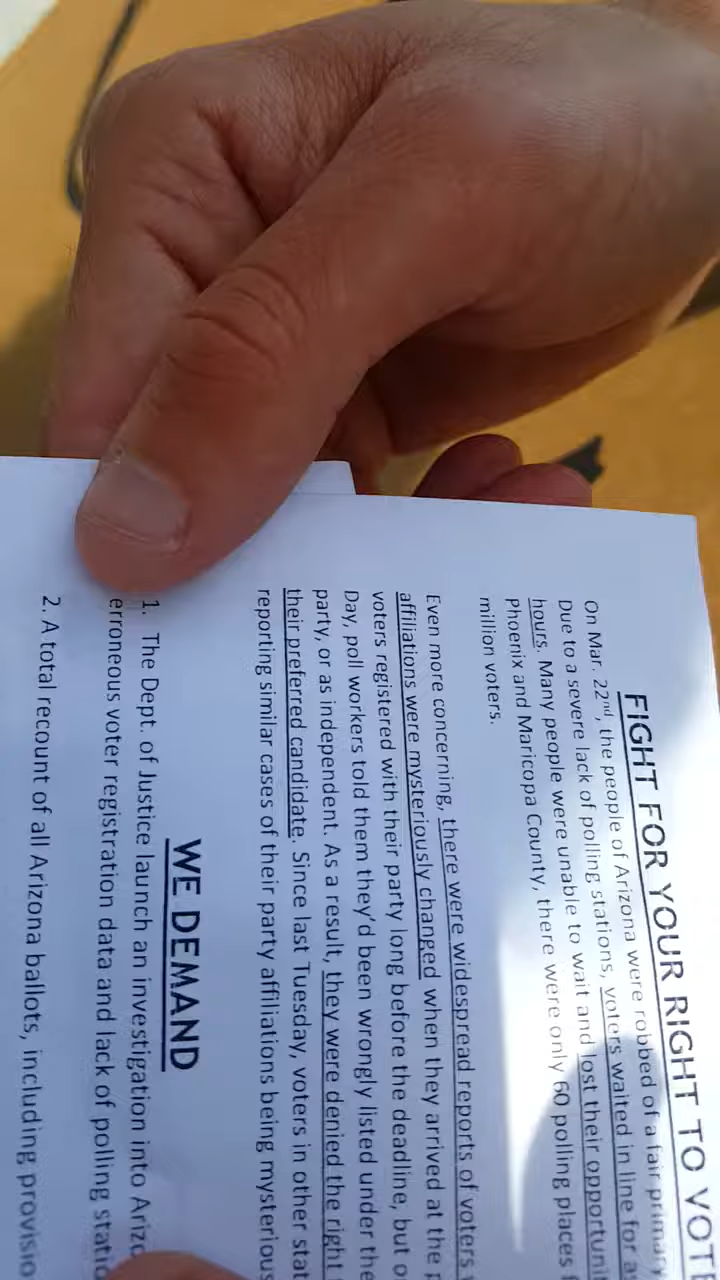 FIGHT FOR YOUR RIGHT TO
On Mar. 22nd, the people of Arizona were robbed of a fair primary
Due to a severe lack of polling stations, voters waited in line for
hours. Many people were unable to wait and lost their
Phoenix and Maricopa County, there were only 60 polling places
million voters.
Even more concerning, there were widespread reports of voters
affiliations were mysteriously changed when they arrived at the
voters registered with their party long before the deadline, but
Day, poll workers told them they'd been wrongly listed under the
party, or as independent. As a result, they were denied the right
their preferred candidate. Since last Tuesday, voters in other
reporting similar cases of their party affiliations being
WE DEMAND
1. The Dept. of Justice launch an investigation into
erroneous voter registration data and lack of polling
2. A total recount of all Arizona ballots, including